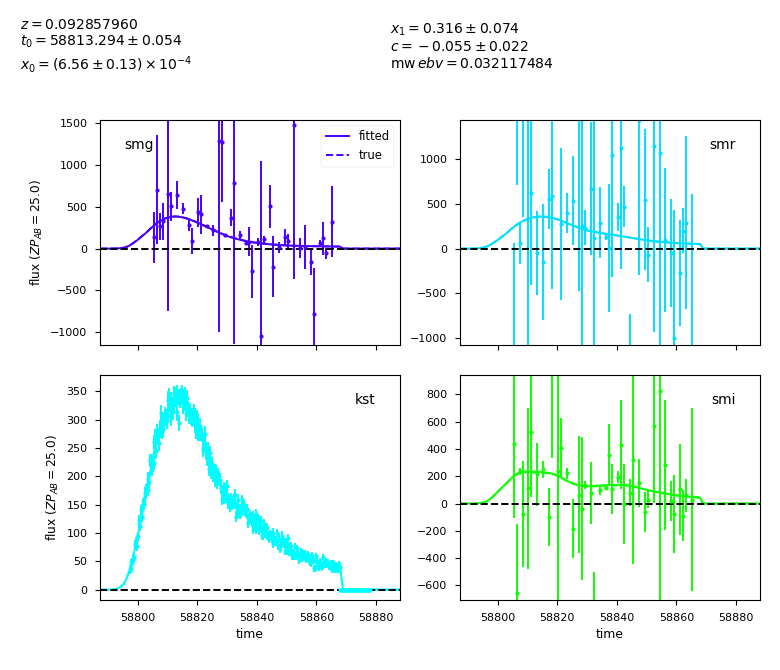 z = 0.092857960
t₀ = 58813.294 ± 0.054
x₀ = (6.56 ± 0.13) × 10⁻⁴
x₁ = 0.316 ± 0.074
c = −0.055 ± 0.022
mw ebv = 0.032117484
1500
1000
500
0
−500
−1000
flux (ZP_AB = 25.0)
smg
fitted
true
1000
500
0
−500
−1000
smr
350
300
250
200
150
100
50
0
flux (ZP_AB = 25.0)
kst
58800 58820 58840 58860 58880
time
800
600
400
200
0
−200
−400
−600
smi
58800 58820 58840 58860 58880
time